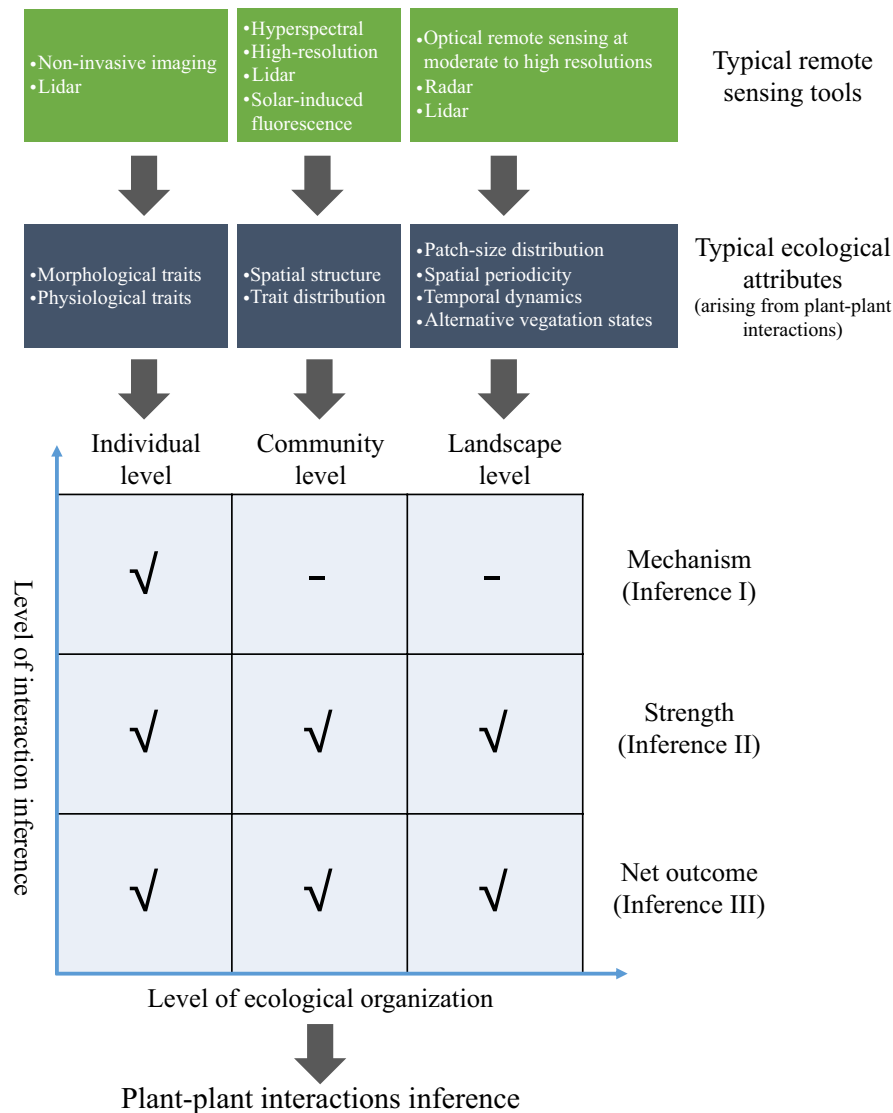 •Non-invasive imaging
•Lidar
•Hyperspectral
•High-resolution
•Lidar
•Solar-induced
fluorescence
•Optical remote sensing at
moderate to high resolutions
•Radar
•Lidar
Typical remote
sensing tools
•Morphological traits
•Physiological traits
•Spatial structure
•Trait distribution
•Patch-size distribution
•Spatial periodicity
•Temporal dynamics
•Alternative vegatation states
Typical ecological
attributes
(arising from plant-plant
interactions)
Individual
level
Community
level
Landscape
level
Level of interaction inference
√ - -
Mechanism
(Inference I)
√ √ √
Strength
(Inference II)
√ √ √
Net outcome
(Inference III)
Level of ecological organization
Plant-plant interactions inference